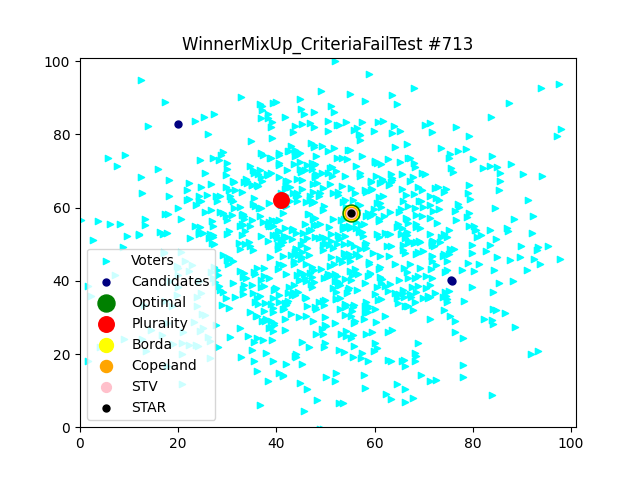 WinnerMixUp_CriteriaFailTest #713
100
80
60
40
20
0
Voters
Candidates
Optimal
Plurality
Borda
Copeland
STV
STAR
0 20 40 60 80 100